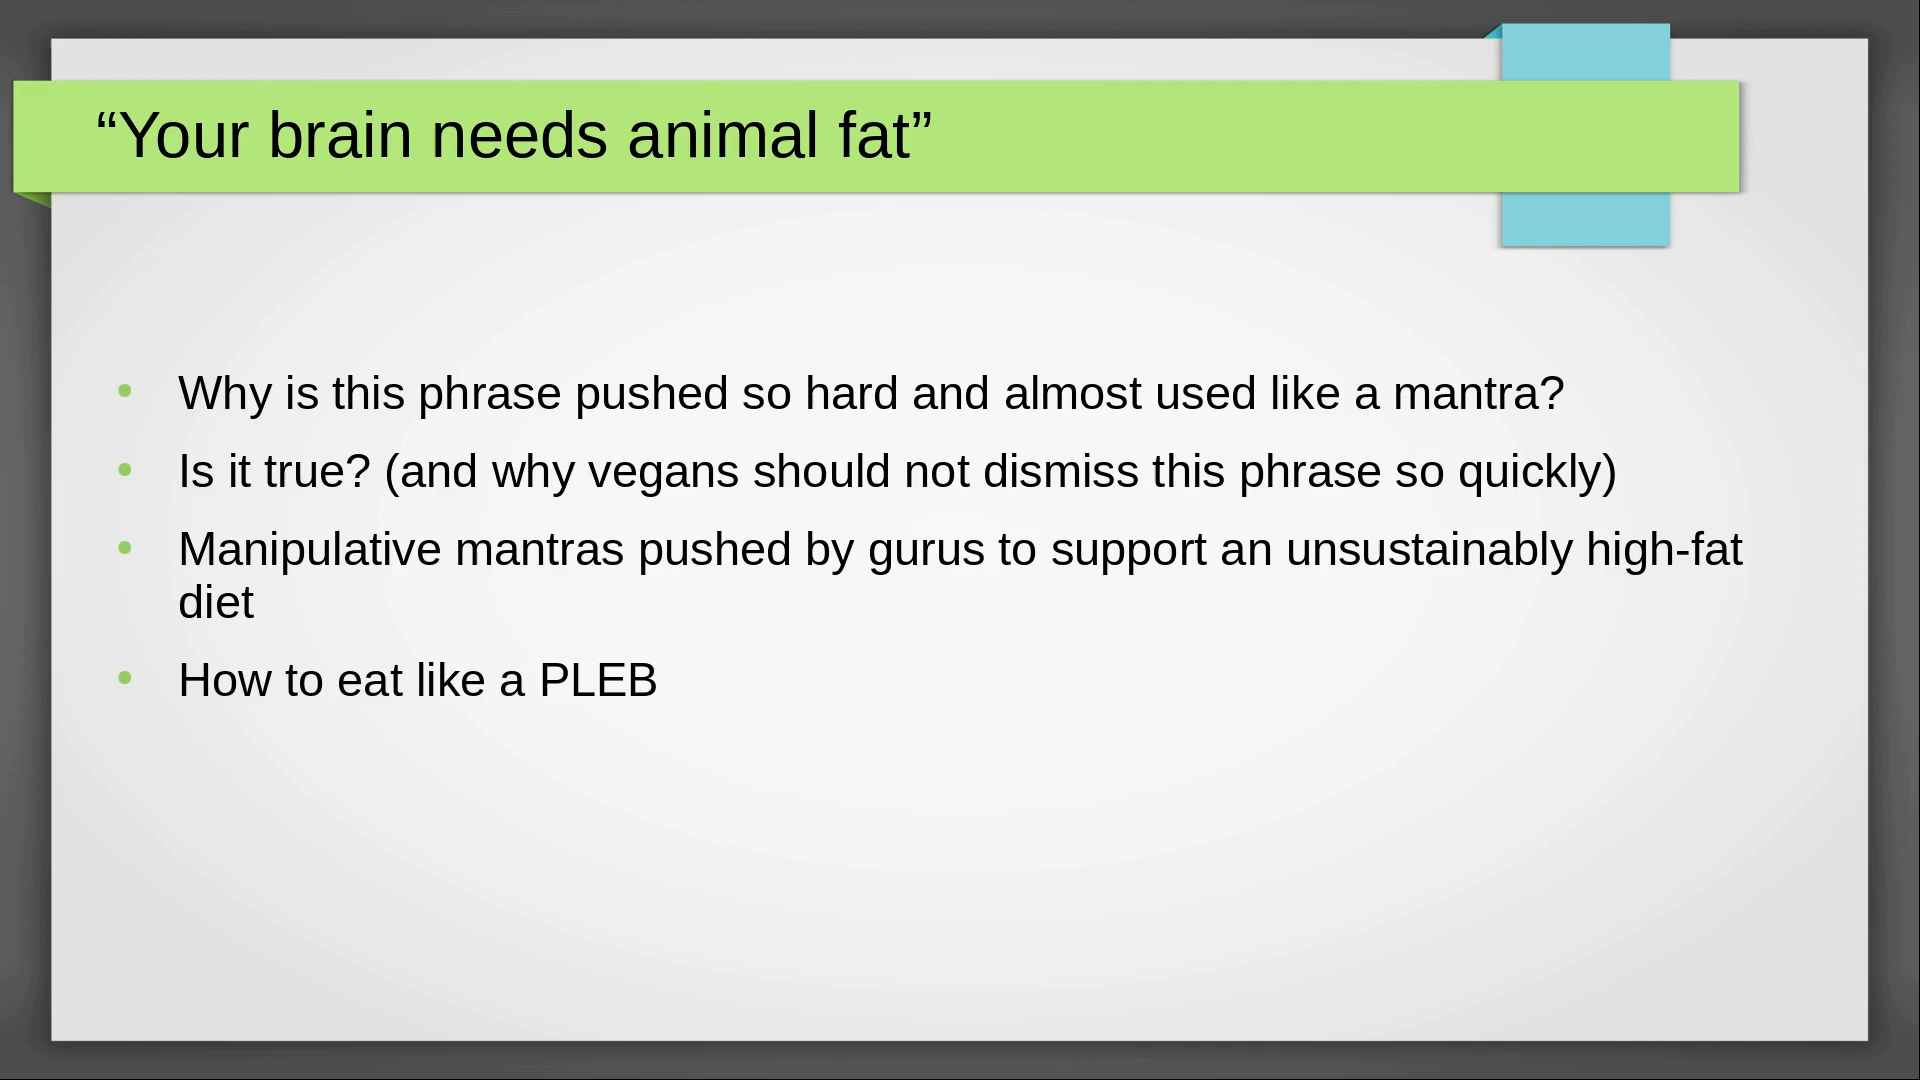 “Your brain needs animal fat”
Why is this phrase pushed so hard and almost used like a mantra?
Is it true? (and why vegans should not dismiss this phrase so quickly)
Manipulative mantras pushed by gurus to support an unsustainably high-fat
diet
How to eat like a PLEB